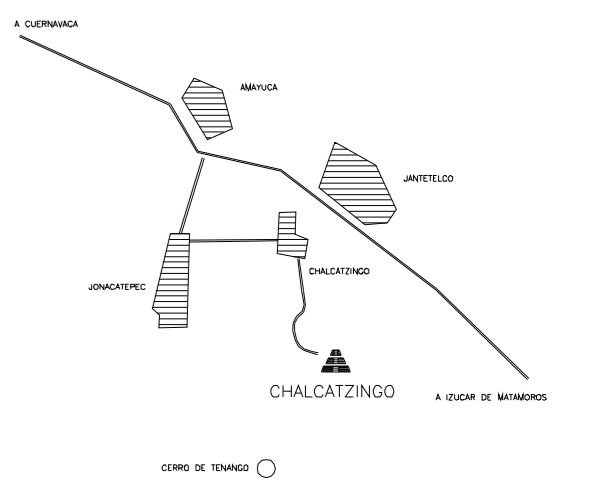 A CUERNAVACA
AMAYUCA
JANTETELCO
CHALCATZINGO
JONACATEPEC
CHALCATZINGO
A IZUCAR DE MATAMOROS
CERRO DE TENANGO